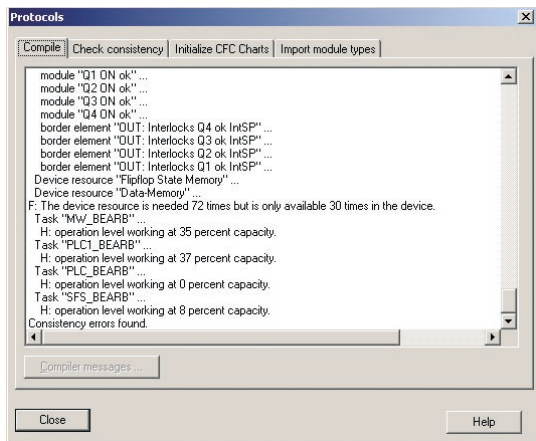 Protocols
Compile
Check consistency
Initialize CFC Charts
Import module types
module "Q1 ON ok" ...
module "Q2 ON ok" ...
module "Q3 ON ok" ...
module "Q4 ON ok" ...
border element "OUT: Interlocks Q4 ok IntSP" ...
border element "OUT: Interlocks Q3 ok IntSP" ...
border element "OUT: Interlocks Q2 ok IntSP" ...
border element "OUT: Interlocks Q1 ok IntSP" ...
Device resource "Flipflop State Memory" ...
Device resource "Data-Memory" ...
F: The device resource is needed 72 times but is only available 30 times in the device.
Task "MW_BEARB" ...
H: operation level working at 35 percent capacity.
Task "PLC1_BEARB" ...
H: operation level working at 37 percent capacity.
Task "PLC_BEARB" ...
H: operation level working at 0 percent capacity.
Task "SFS_BEARB" ...
H: operation level working at 8 percent capacity.
Consistency errors found.
Compiler messages ...
Close
Help